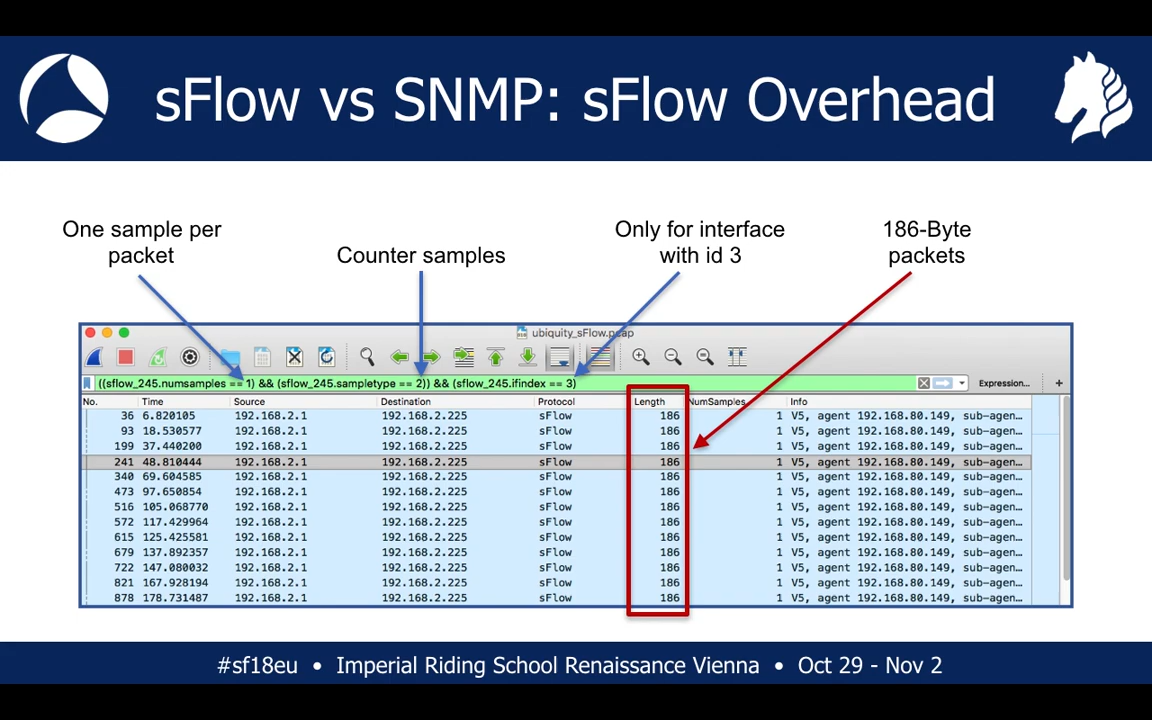 sFlow vs SNMP: sFlow Overhead
One sample per
packet
Counter samples
Only for interface
with id 3
186-Byte
packets
ubiquity_sFlow.pcap
((sflow_245.numsamples == 1) && (sflow_245.sampletype == 2)) && (sflow_245.ifindex == 3)
Expression...
+
No. Time Source Destination Protocol Length NumSamples Info
36 6.820105 192.168.2.1 192.168.2.225 sFlow 186 1 V5, agent 192.168.80.149, sub-agen...
93 18.530577 192.168.2.1 192.168.2.225 sFlow 186 1 V5, agent 192.168.80.149, sub-agen...
199 37.440200 192.168.2.1 192.168.2.225 sFlow 186 1 V5, agent 192.168.80.149, sub-agen...
241 48.810444 192.168.2.1 192.168.2.225 sFlow 186 1 V5, agent 192.168.80.149, sub-agen...
340 69.604585 192.168.2.1 192.168.2.225 sFlow 186 1 V5, agent 192.168.80.149, sub-agen...
473 97.650854 192.168.2.1 192.168.2.225 sFlow 186 1 V5, agent 192.168.80.149, sub-agen...
516 105.068770 192.168.2.1 192.168.2.225 sFlow 186 1 V5, agent 192.168.80.149, sub-agen...
572 117.429964 192.168.2.1 192.168.2.225 sFlow 186 1 V5, agent 192.168.80.149, sub-agen...
615 125.425581 192.168.2.1 192.168.2.225 sFlow 186 1 V5, agent 192.168.80.149, sub-agen...
679 137.892357 192.168.2.1 192.168.2.225 sFlow 186 1 V5, agent 192.168.80.149, sub-agen...
722 147.080032 192.168.2.1 192.168.2.225 sFlow 186 1 V5, agent 192.168.80.149, sub-agen...
821 167.928194 192.168.2.1 192.168.2.225 sFlow 186 1 V5, agent 192.168.80.149, sub-agen...
878 178.731487 192.168.2.1 192.168.2.225 sFlow 186 1 V5, agent 192.168.80.149, sub-agen...
#sf18eu • Imperial Riding School Renaissance Vienna • Oct 29 - Nov 2